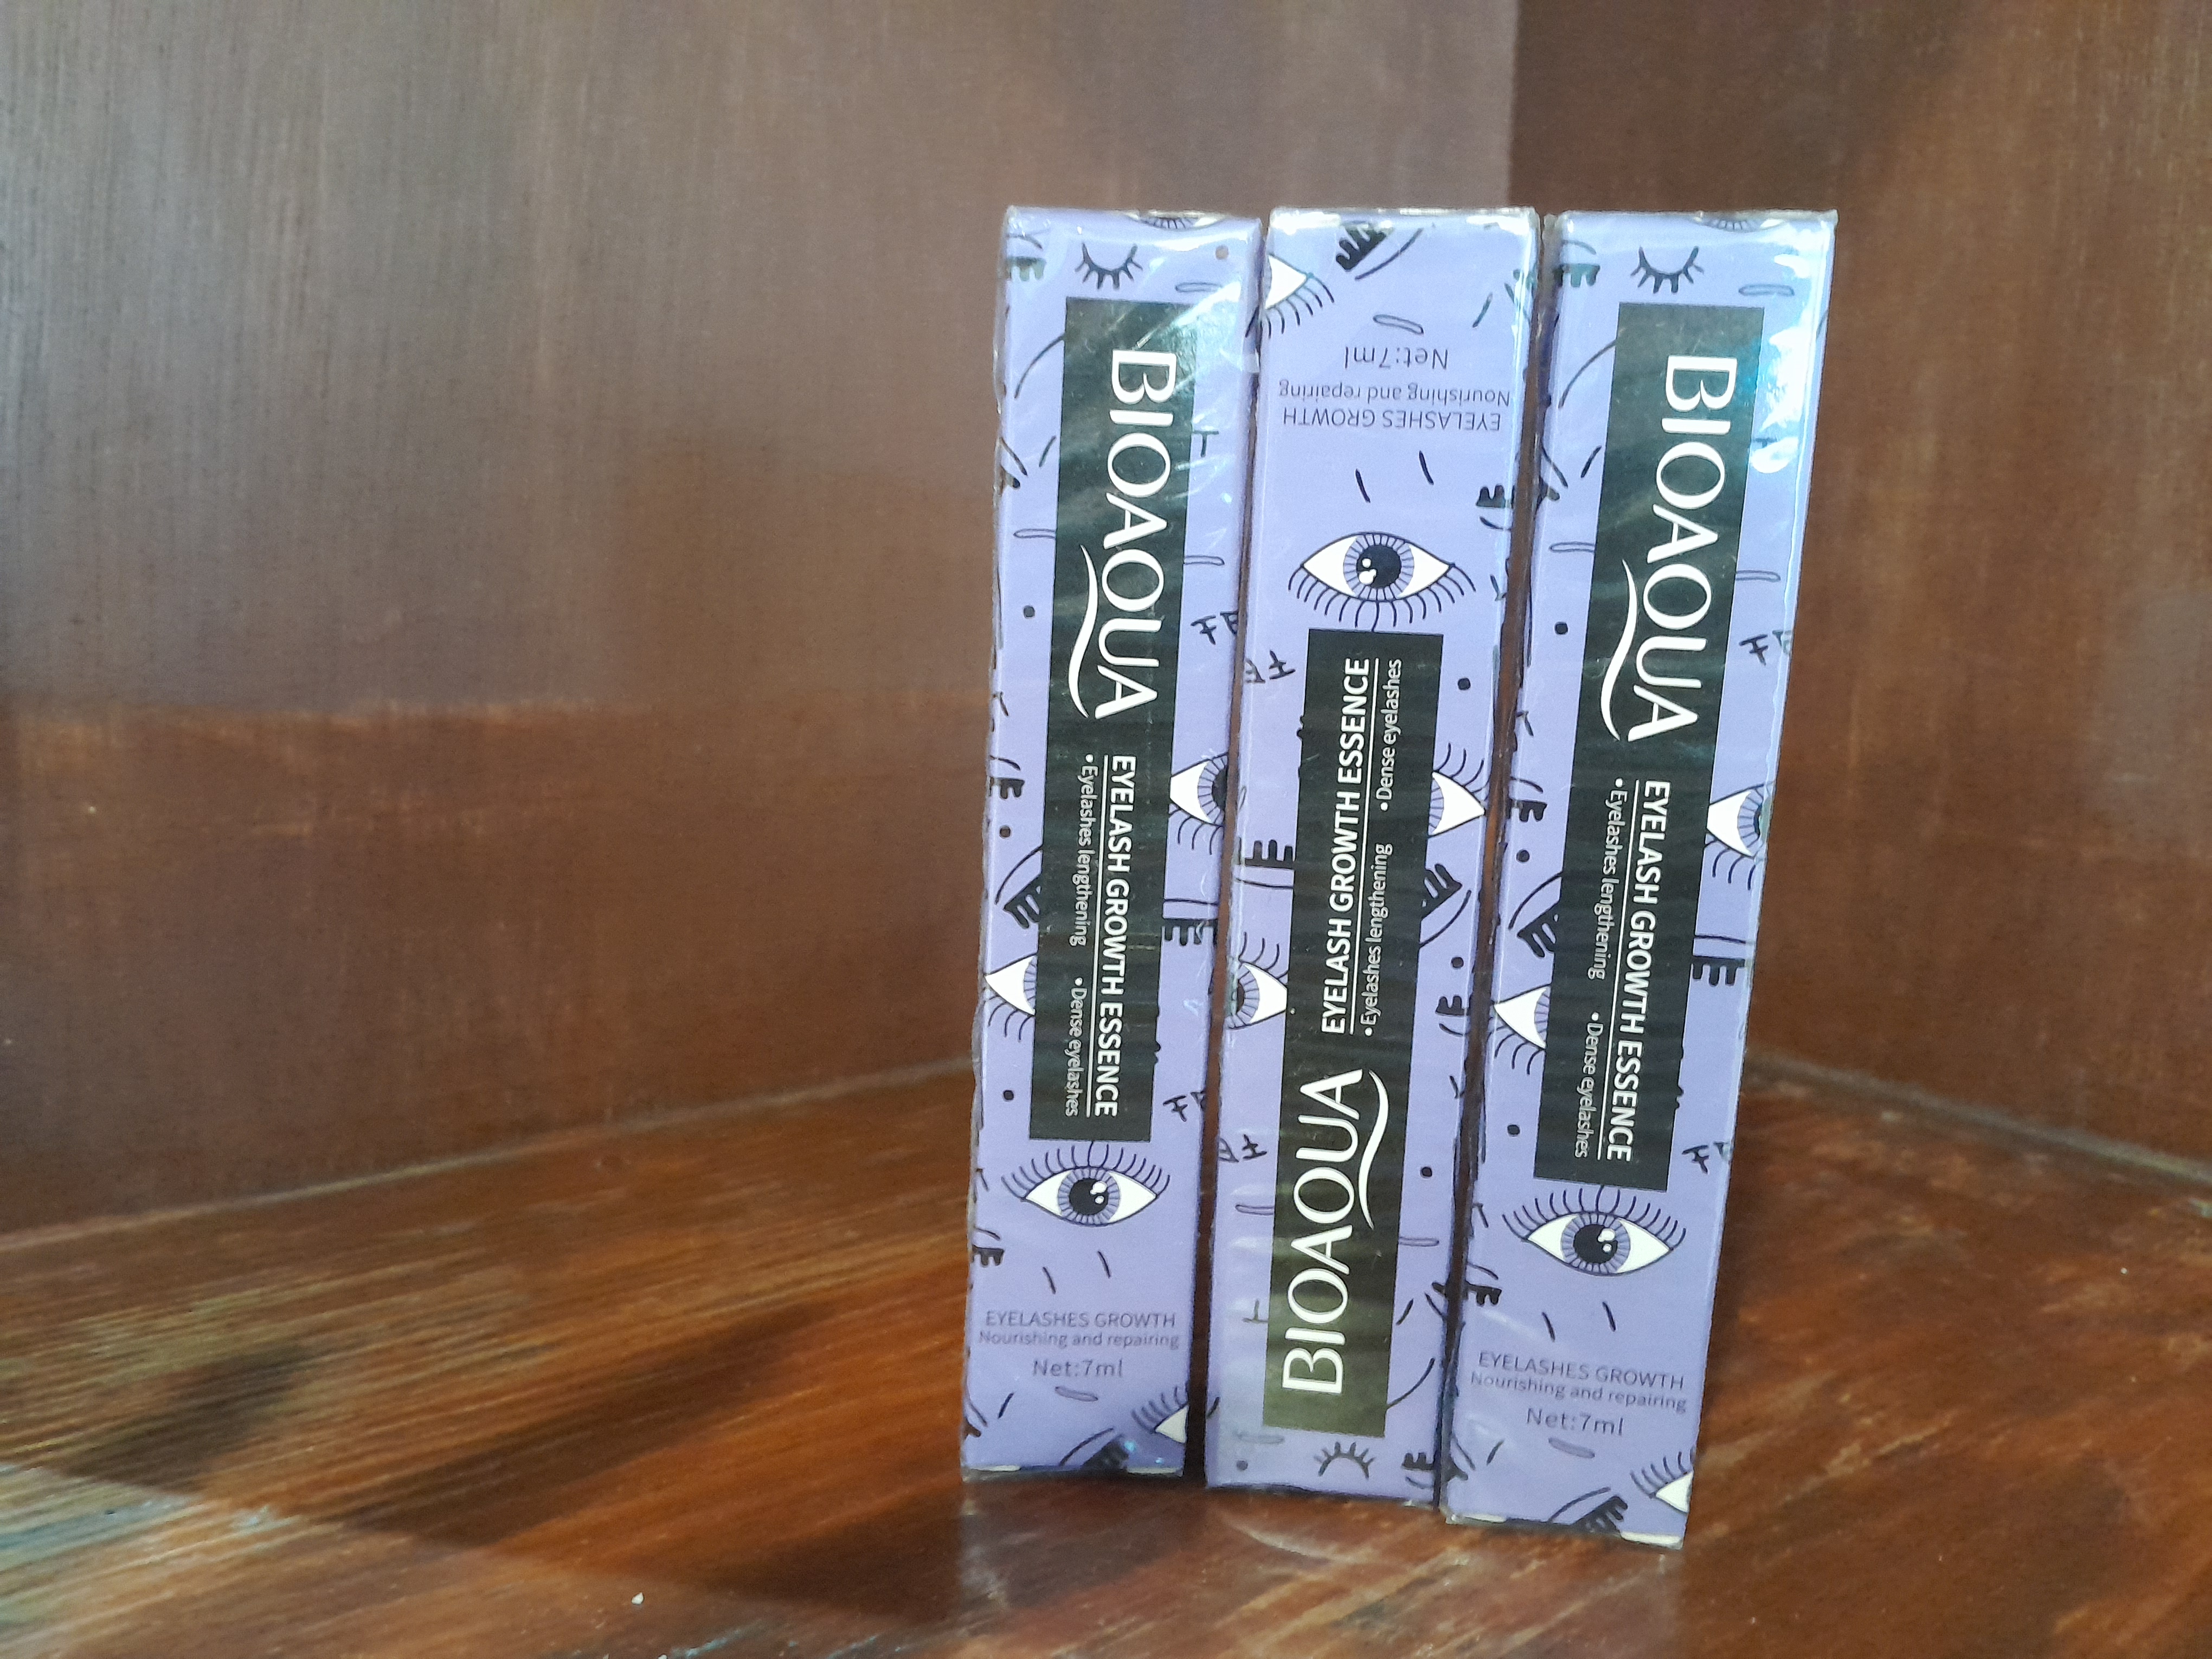 BIOAQUA
EYELASH GROWTH ESSENCE
•Eyelashes lengthening •Dense eyelashes
EYELASHES GROWTH
Nourishing and repairing
Net:7ml
BIOAQUA
EYELASH GROWTH ESSENCE
•Eyelashes lengthening •Dense eyelashes
EYELASHES GROWTH
Nourishing and repairing
Net:7ml
BIOAQUA
EYELASH GROWTH ESSENCE
•Eyelashes lengthening •Dense eyelashes
EYELASHES GROWTH
Nourishing and repairing
Net:7ml